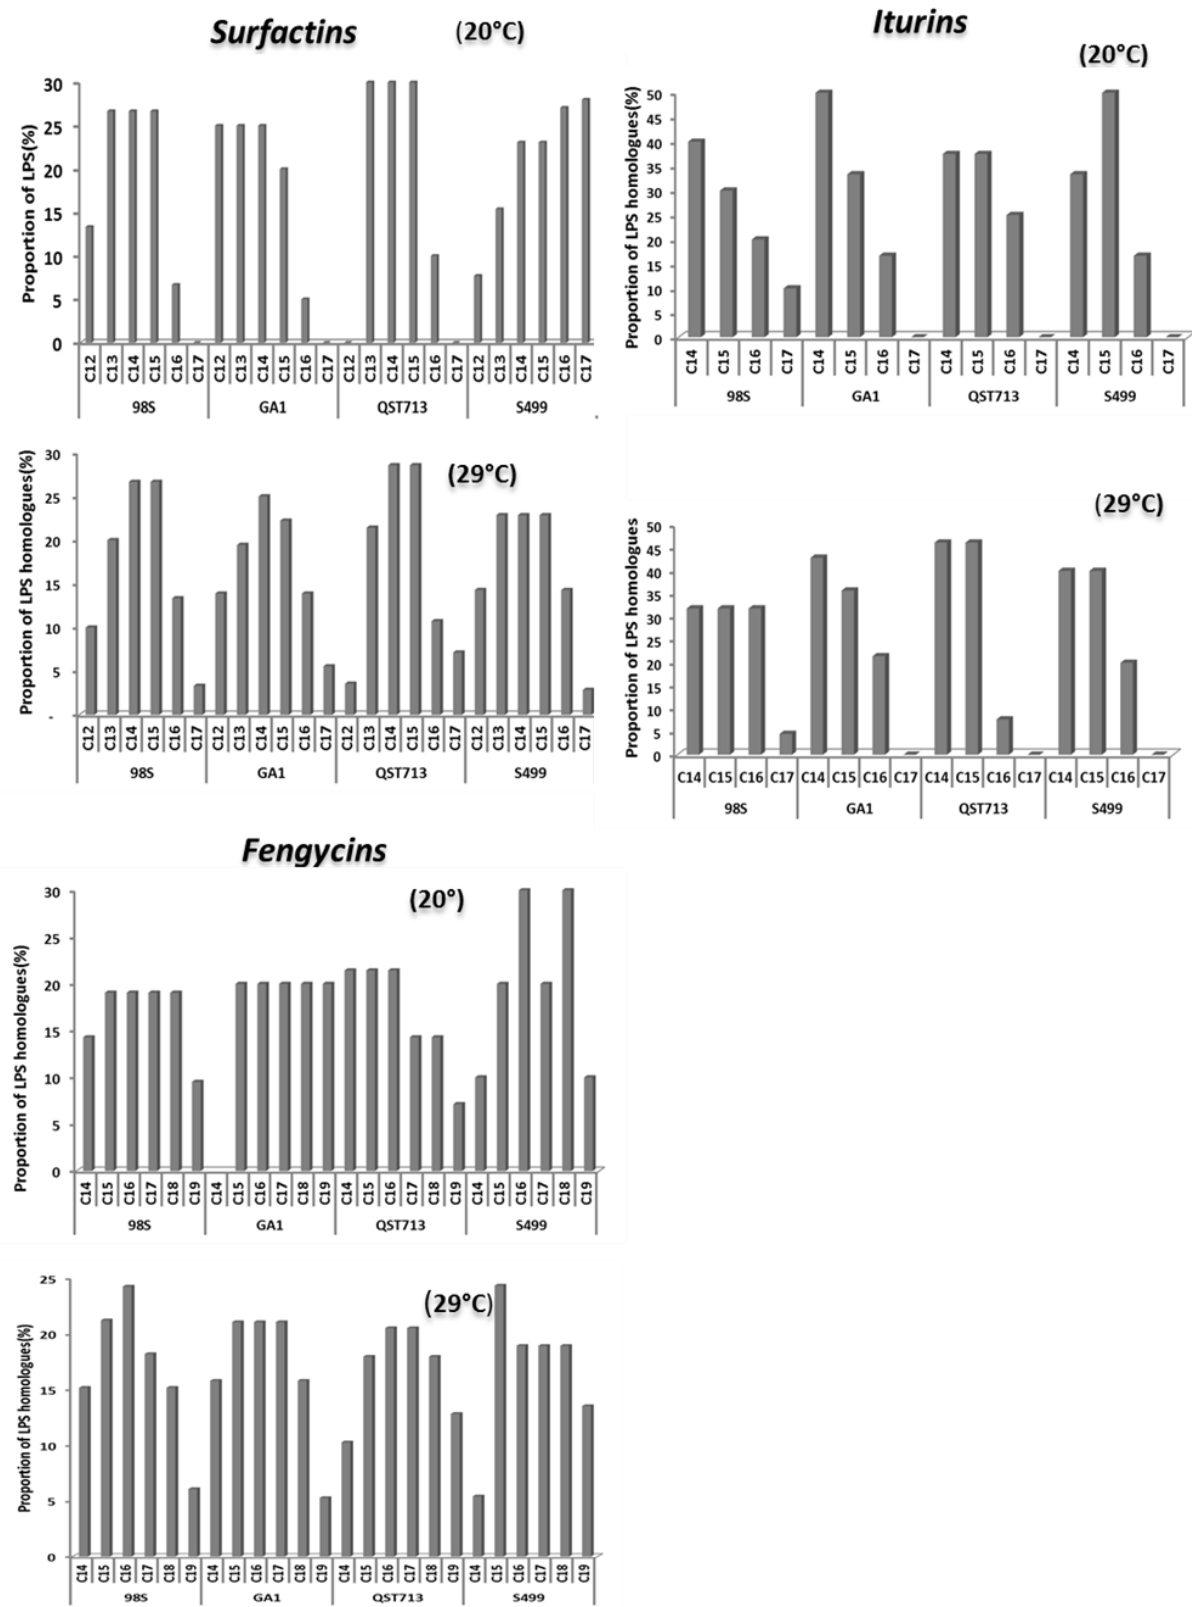 Surfactins (20°C)
Proportion of LPS(%)
30
25
20
15
10
5
0
C12 C13 C14 C15 C16 C17 C12 C13 C14 C15 C16 C17 C12 C13 C14 C15 C16 C17 C12 C13 C14 C15 C16 C17
98S GA1 QST713 S499
Iturins
(20°C)
Proportion of LPS homologues(%)
50
45
40
35
30
25
20
15
10
5
0
C14 C15 C16 C17 C14 C15 C16 C17 C14 C15 C16 C17 C14 C15 C16 C17
98S GA1 QST713 S499
(29°C)
Proportion of LPS homologues(%)
30
25
20
15
10
5
-
C12 C13 C14 C15 C16 C17 C12 C13 C14 C15 C16 C17 C12 C13 C14 C15 C16 C17 C12 C13 C14 C15 C16 C17
98S GA1 QST713 S499
(29°C)
Proportion of LPS homologues
50
45
40
35
30
25
20
15
10
5
0
C14 C15 C16 C17 C14 C15 C16 C17 C14 C15 C16 C17 C14 C15 C16 C17
98S GA1 QST713 S499
Fengycins
(20°)
Proportion of LPS homologues(%)
30
25
20
15
10
5
0
C14 C15 C16 C17 C18 C19 C14 C15 C16 C17 C18 C19 C14 C15 C16 C17 C18 C19 C14 C15 C16 C17 C18 C19
98S GA1 QST713 S499
(29°C)
Proportion of LPS homologues(%)
25
20
15
10
5
0
C14 C15 C16 C17 C18 C19 C14 C15 C16 C17 C18 C19 C14 C15 C16 C17 C18 C19 C14 C15 C16 C17 C18 C19
98S GA1 QST713 S499